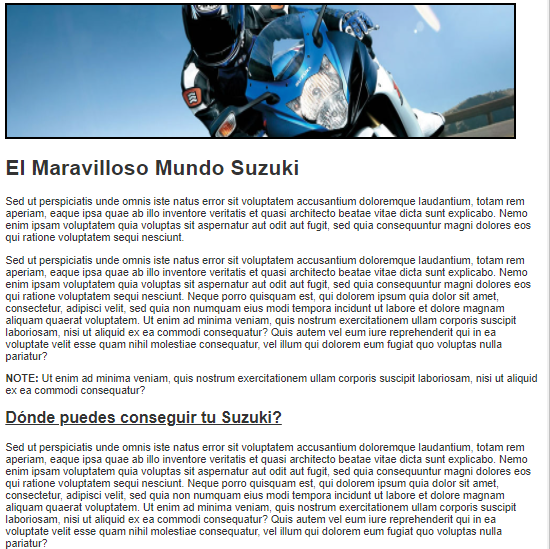 El Maravilloso Mundo Suzuki
Sed ut perspiciatis unde omnis iste natus error sit voluptatem accusantium doloremque laudantium, totam rem
aperiam, eaque ipsa quae ab illo inventore veritatis et quasi architecto beatae vitae dicta sunt explicabo. Nemo
enim ipsam voluptatem quia voluptas sit aspernatur aut odit aut fugit, sed quia consequuntur magni dolores eos
qui ratione voluptatem sequi nesciunt.
Sed ut perspiciatis unde omnis iste natus error sit voluptatem accusantium doloremque laudantium, totam rem
aperiam, eaque ipsa quae ab illo inventore veritatis et quasi architecto beatae vitae dicta sunt explicabo. Nemo
enim ipsam voluptatem quia voluptas sit aspernatur aut odit aut fugit, sed quia consequuntur magni dolores eos
qui ratione voluptatem sequi nesciunt. Neque porro quisquam est, qui dolorem ipsum quia dolor sit amet,
consectetur, adipisci velit, sed quia non numquam eius modi tempora incidunt ut labore et dolore magnam
aliquam quaerat voluptatem. Ut enim ad minima veniam, quis nostrum exercitationem ullam corporis suscipit
laboriosam, nisi ut aliquid ex ea commodi consequatur? Quis autem vel eum iure reprehenderit qui in ea
voluptate velit esse quam nihil molestiae consequatur, vel illum qui dolorem eum fugiat quo voluptas nulla
pariatur?
NOTE: Ut enim ad minima veniam, quis nostrum exercitationem ullam corporis suscipit laboriosam, nisi ut aliquid
ex ea commodi consequatur?
Dónde puedes conseguir tu Suzuki?
Sed ut perspiciatis unde omnis iste natus error sit voluptatem accusantium doloremque laudantium, totam rem
aperiam, eaque ipsa quae ab illo inventore veritatis et quasi architecto beatae vitae dicta sunt explicabo. Nemo
enim ipsam voluptatem quia voluptas sit aspernatur aut odit aut fugit, sed quia consequuntur magni dolores eos
qui ratione voluptatem sequi nesciunt. Neque porro quisquam est, qui dolorem ipsum quia dolor sit amet,
consectetur, adipisci velit, sed quia non numquam eius modi tempora incidunt ut labore et dolore magnam
aliquam quaerat voluptatem. Ut enim ad minima veniam, quis nostrum exercitationem ullam corporis suscipit
laboriosam, nisi ut aliquid ex ea commodi consequatur? Quis autem vel eum iure reprehenderit qui in ea
voluptate velit esse quam nihil molestiae consequatur, vel illum qui dolorem eum fugiat quo voluptas nulla
pariatur?